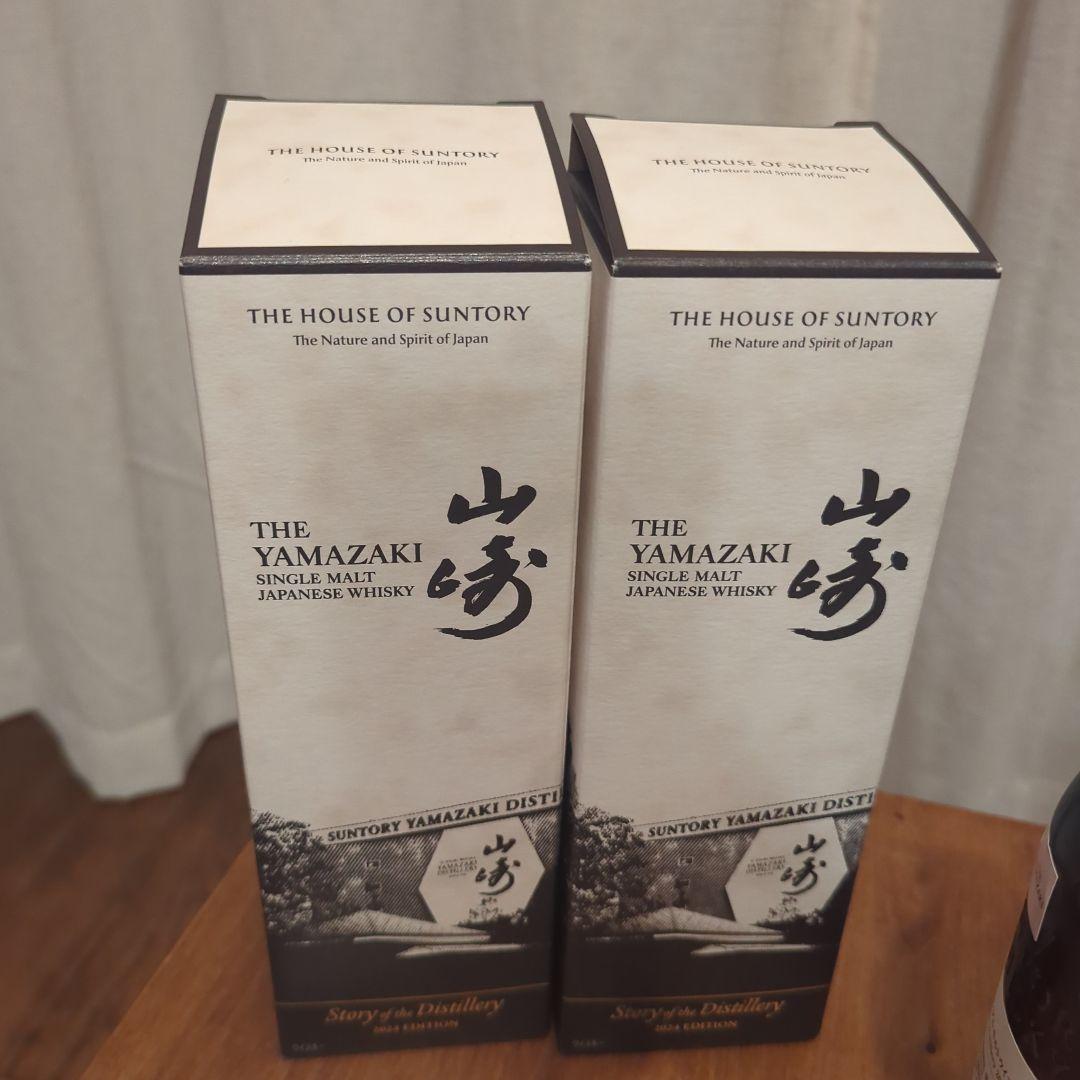 THE HOUSE OF SUNTORY
The Nature and Spirit of Japan
THE HOUSE OF SUNTORY
The Nature and Spirit of Japan
THE
YAMAZAKI
SINGLE MALT
JAPANESE WHISKY
山崎
SUNTORY YAMAZAKI DISTI
山崎
YAMAZAKI
DISTILLERY
Story of the Distillery
2024 EDITION
THE HOUSE OF SUNTORY
The Nature and Spirit of Japan
THE HOUSE OF SUNTORY
The Nature and Spirit of Japan
THE
YAMAZAKI
SINGLE MALT
JAPANESE WHISKY
山崎
SUNTORY YAMAZAKI DISTI
山崎
YAMAZAKI
DISTILLERY
Story of the Distillery
2024 EDITION